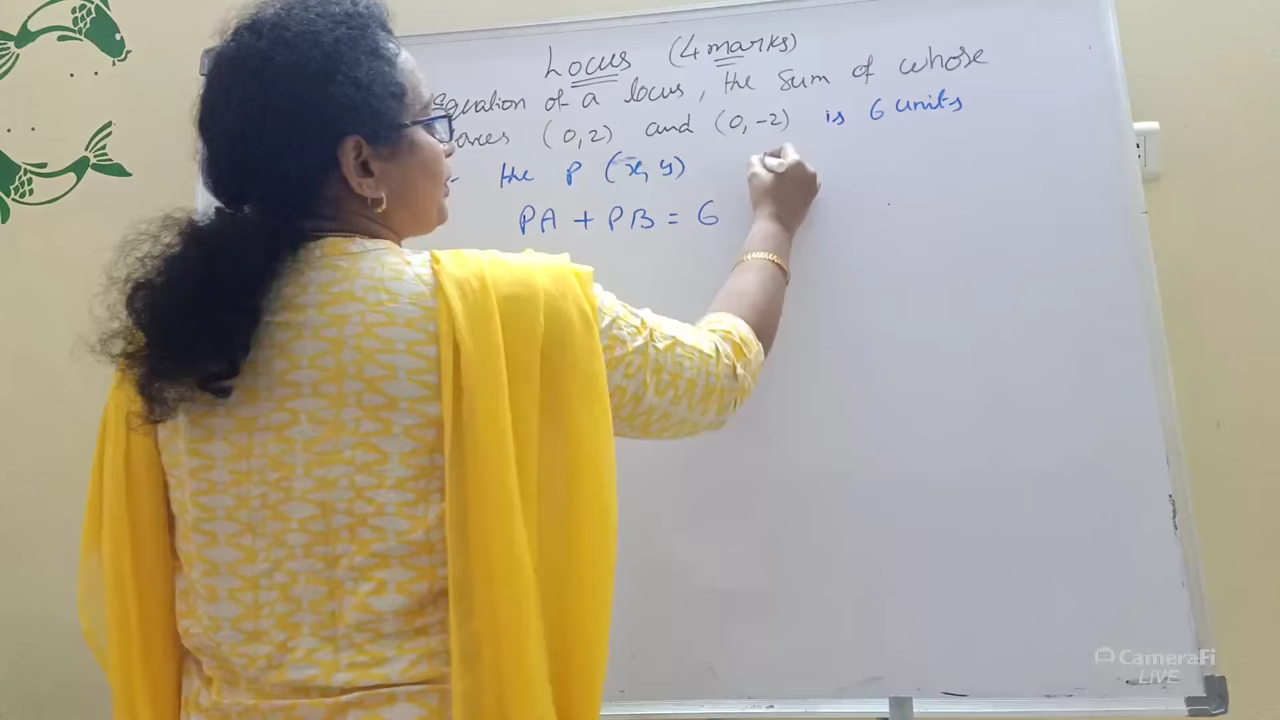 Locus (4 marks)
Equation of a locus, the sum of whose
(0,2) and (0,-2) is 6 units
the P (x, y)
PA + PB = 6
CameraFi
LIVE